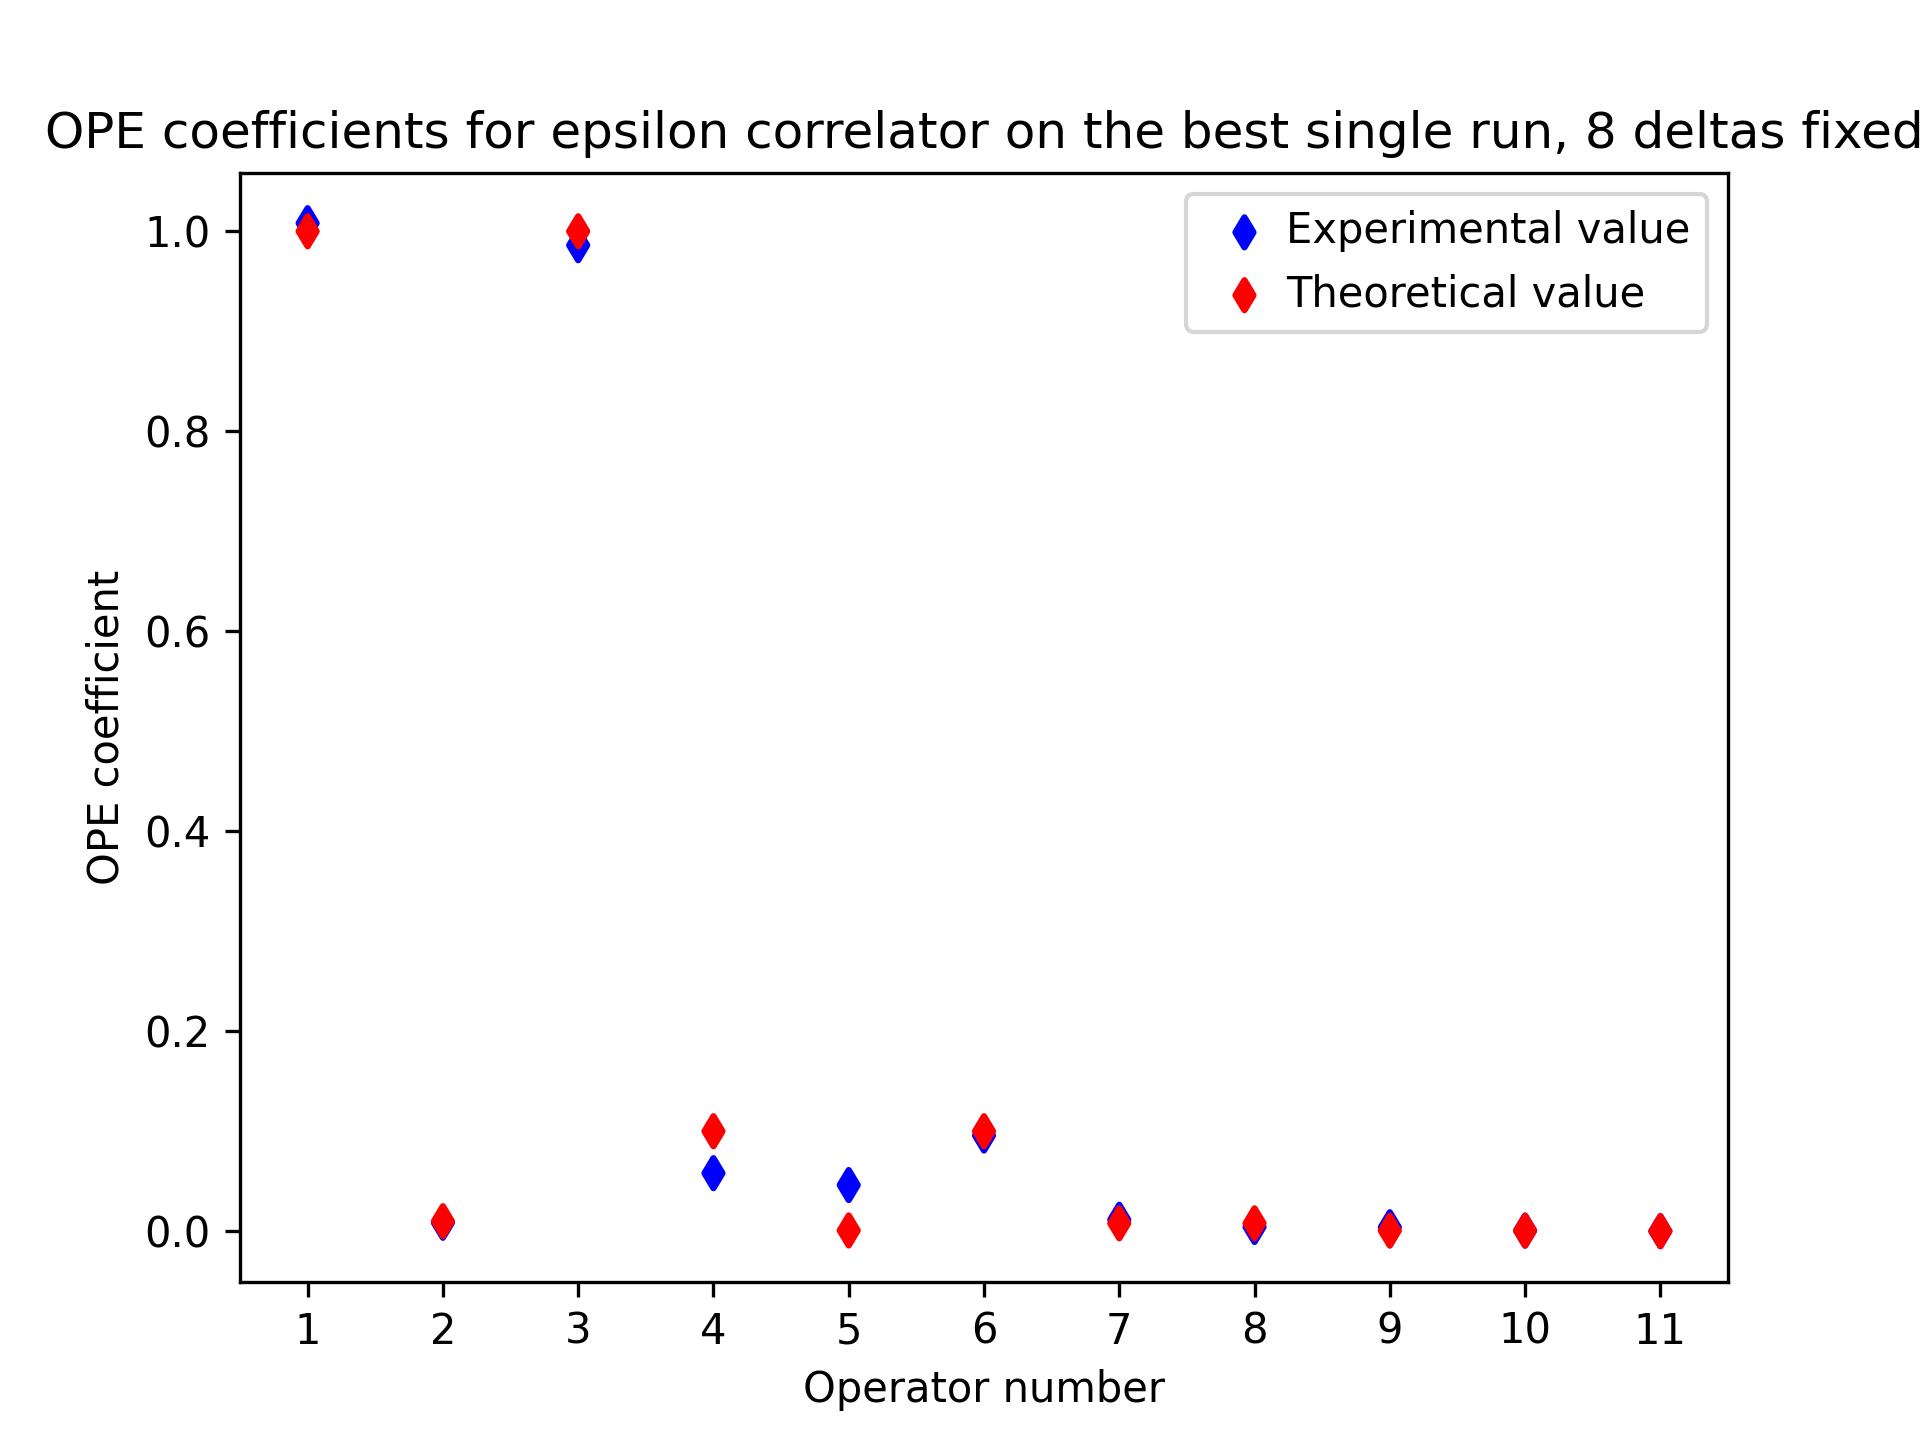 OPE coefficients for epsilon correlator on the best single run, 8 deltas fixed
Experimental value
Theoretical value
1.0
0.8
0.6
0.4
0.2
0.0
OPE coefficient
1 2 3 4 5 6 7 8 9 10 11
Operator number